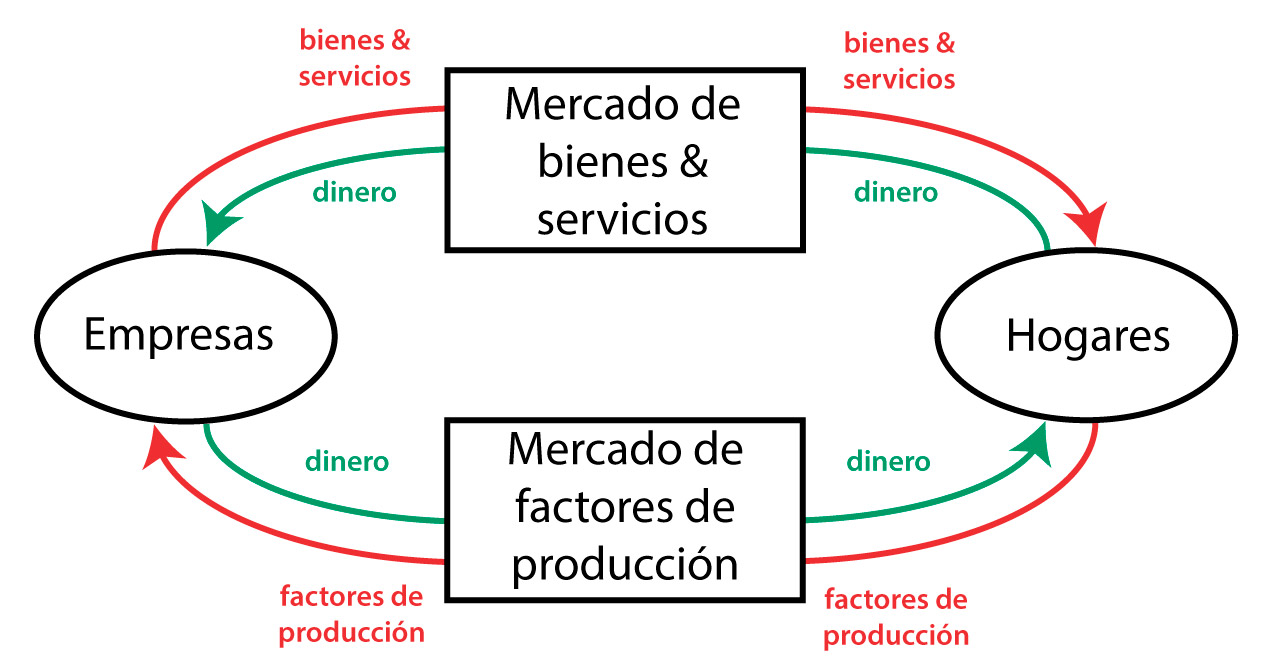 bienes &
servicios
bienes &
servicios
Mercado de
bienes &
servicios
dinero
dinero
Empresas
Hogares
dinero
dinero
Mercado de
factores de
producción
factores de
producción
factores de
producción